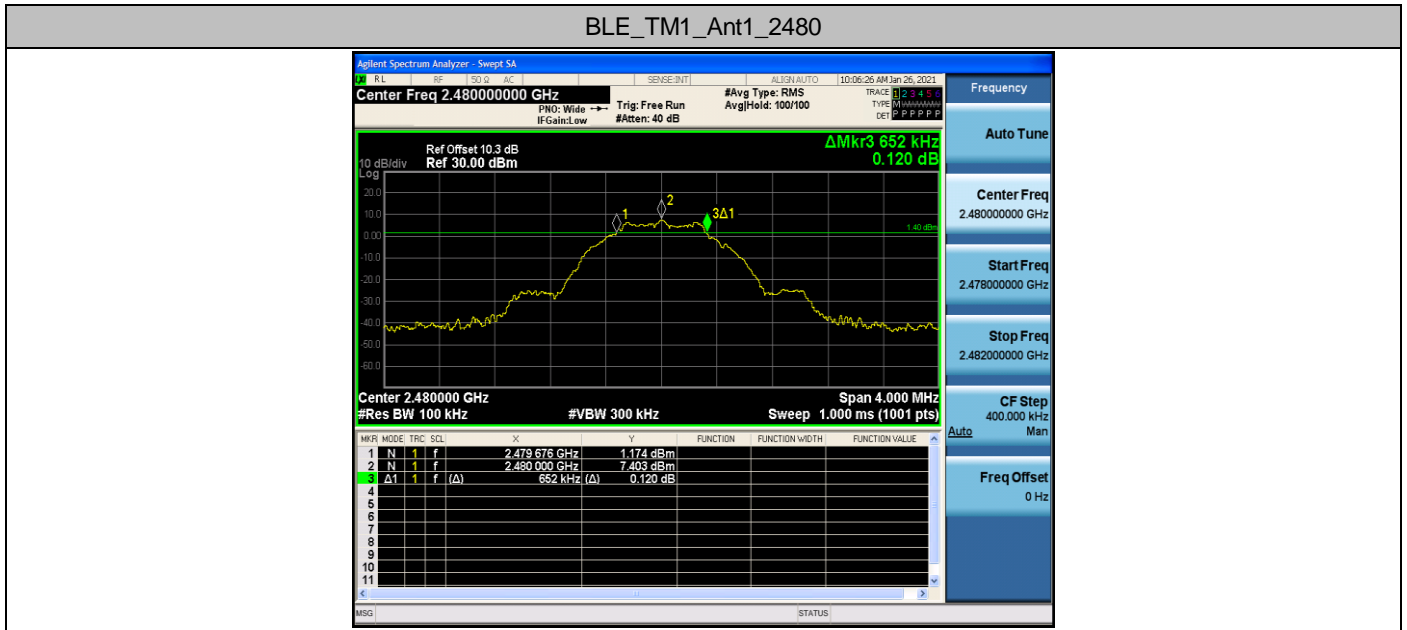 BLE_TM1_Ant1_2480
Agilent Spectrum Analyzer - Swept SA
RL RF 50 Ω AC SENSE:INT ALIGN AUTO 10:06:26 AM Jan 26, 2021
Center Freq 2.480000000 GHz
PNO: Wide
IFGain:Low
Trig: Free Run
#Atten: 40 dB
#Avg Type: RMS
Avg|Hold: 100/100
TRACE 1 2 3 4 5 6
TYPE M
DET P P P P P P
Ref Offset 10.3 dB
10 dB/div Ref 30.00 dBm
Log
ΔMkr3 652 kHz
0.120 dB
20.0
10.0
0.00
-10.0
-20.0
-30.0
-40.0
-50.0
-60.0
1
2
3Δ1
1.40 dBm
Center 2.480000 GHz Span 4.000 MHz
#Res BW 100 kHz #VBW 300 kHz Sweep 1.000 ms (1001 pts)
MKR MODE TRC SCL X Y FUNCTION FUNCTION WIDTH FUNCTION VALUE
1 N 1 f 2.479 676 GHz 1.174 dBm
2 N 1 f 2.480 000 GHz 7.403 dBm
3 Δ1 1 f (Δ) 652 kHz (Δ) 0.120 dB
4
5
6
7
8
9
10
11
MSG STATUS
Frequency
Auto Tune
Center Freq
2.480000000 GHz
Start Freq
2.478000000 GHz
Stop Freq
2.482000000 GHz
CF Step
400.000 kHz
Auto Man
Freq Offset
0 Hz